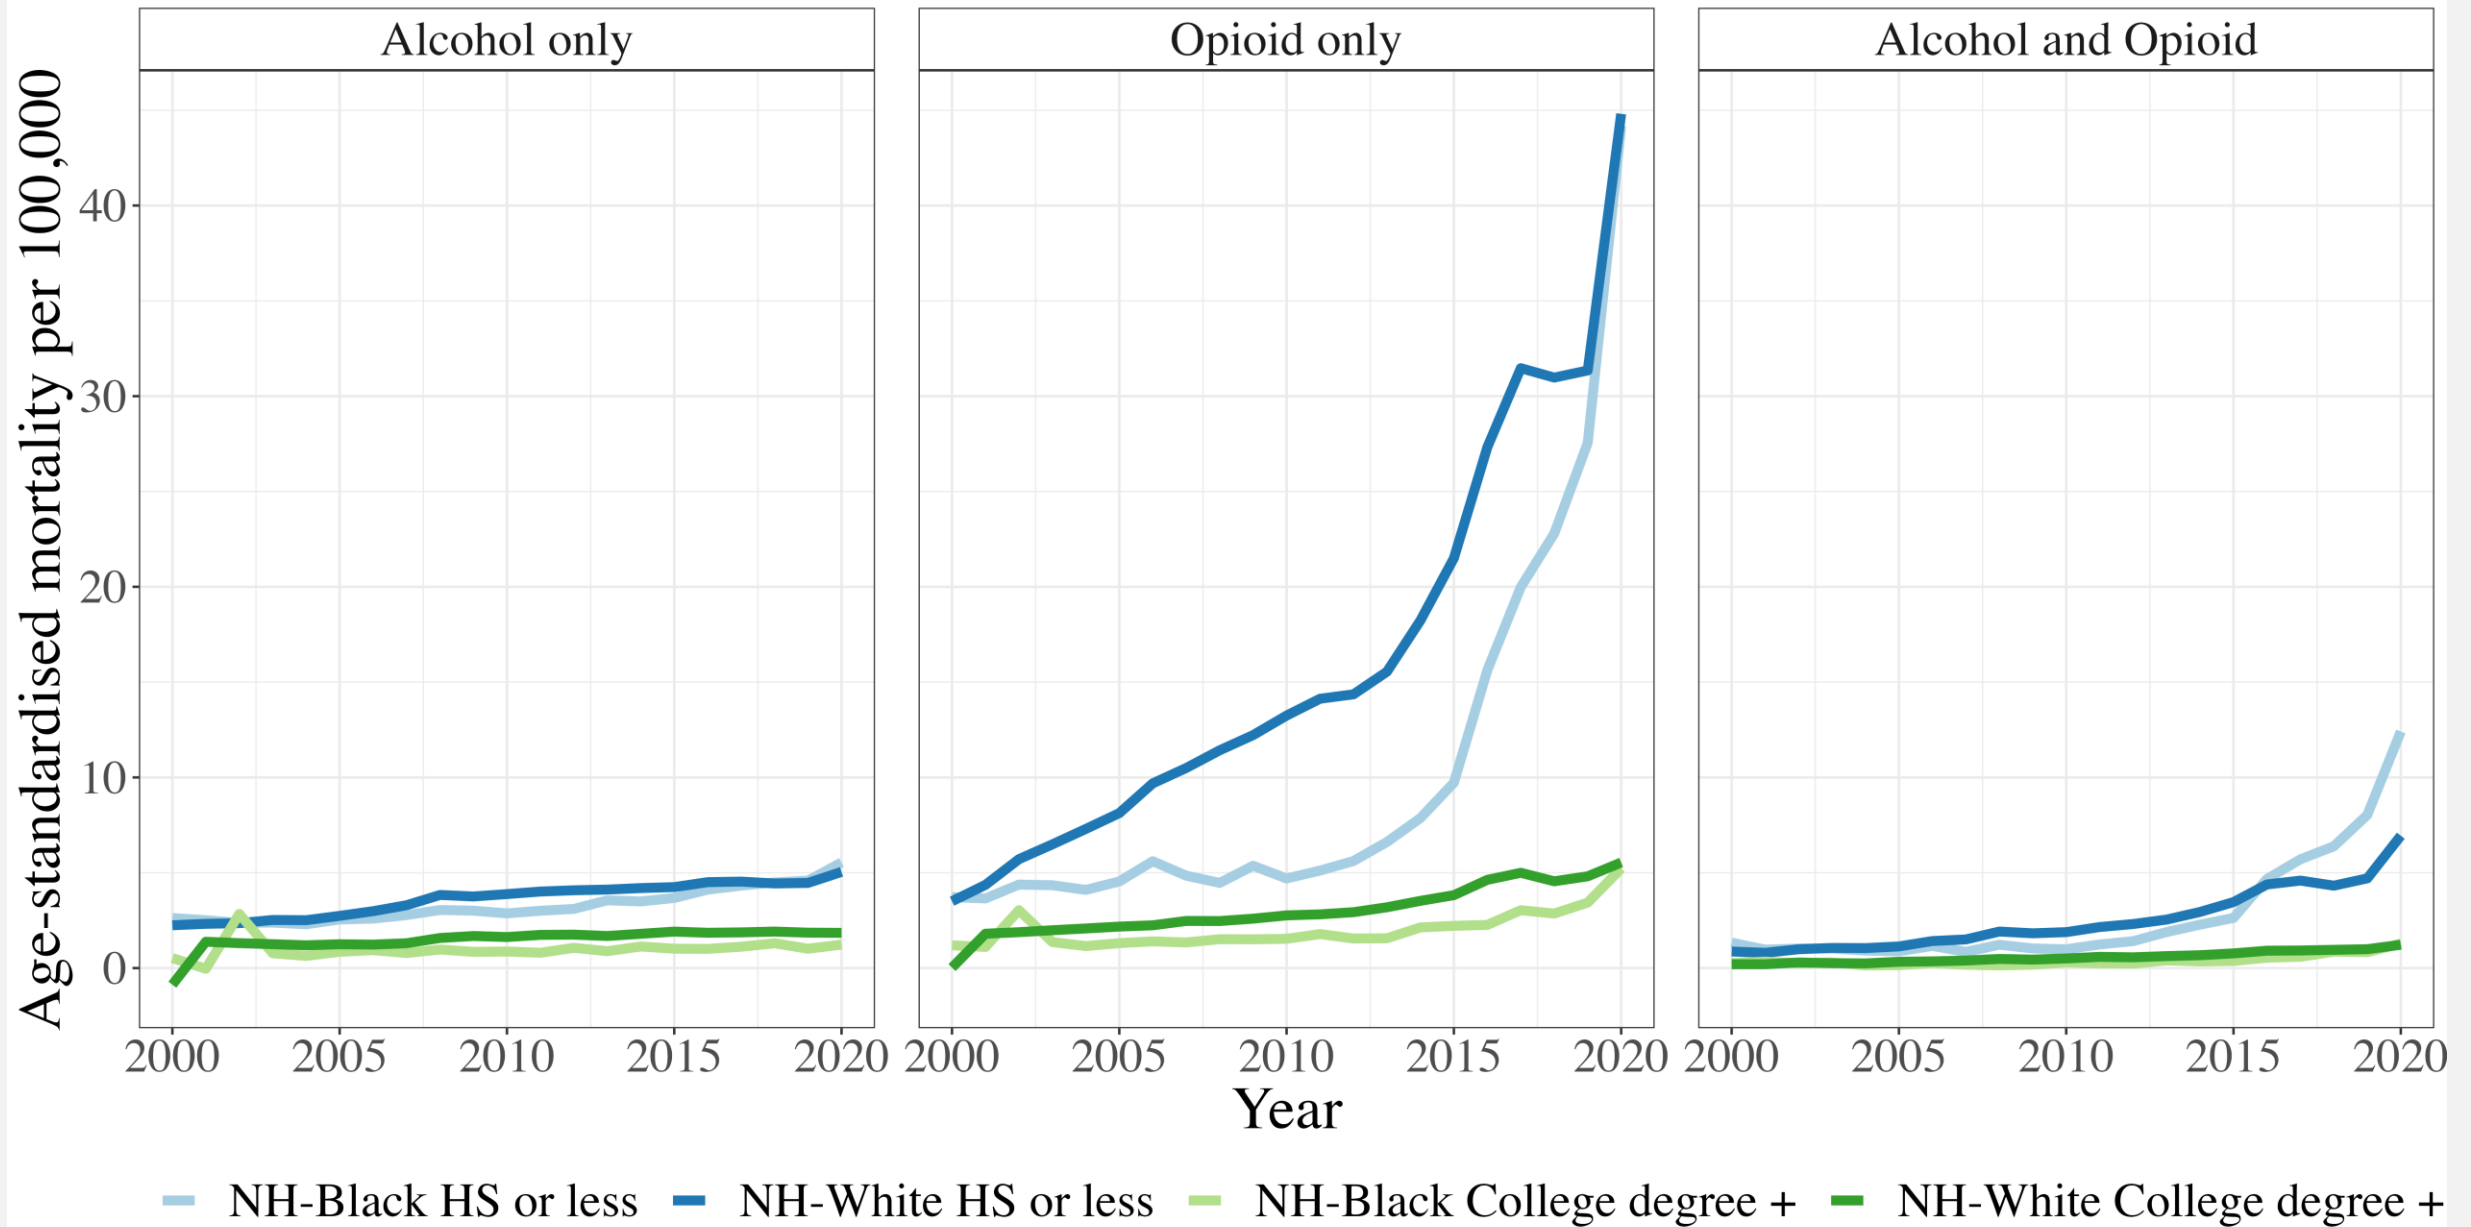 Alcohol only
Opioid only
Alcohol and Opioid
Age-standardised mortality per 100,000
40
30
20
10
0
2000 2005 2010 2015 2020
2000 2005 2010 2015 2020
2000 2005 2010 2015 2020
Year
NH-Black HS or less NH-White HS or less NH-Black College degree + NH-White College degree +